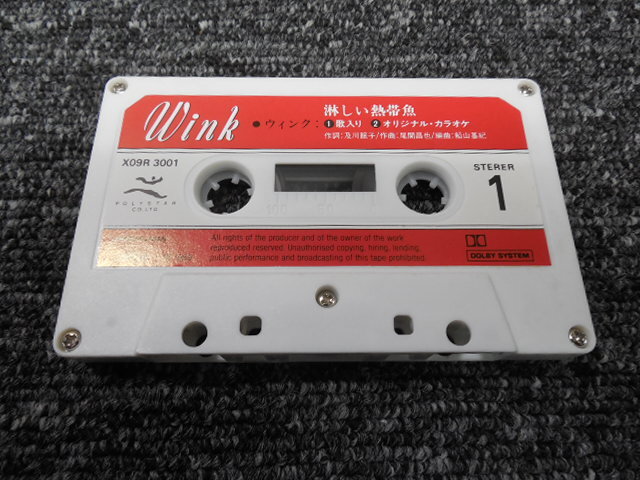 Wink
淋しい熱帯魚
● ウィンク: ❶ 歌入り ❷ オリジナル・カラオケ
作詞:及川眠子/作曲:尾関昌也/編曲:船山基紀
X09R 3001
STERER
1
POLYSTAR
CO.,LTD.
100 50
All rights of the producer and of the owner of the work
reproduced reserved. Unauthorised copying, hiring, lending,
public performance and broadcasting of this tape prohibited.
DOLBY SYSTEM